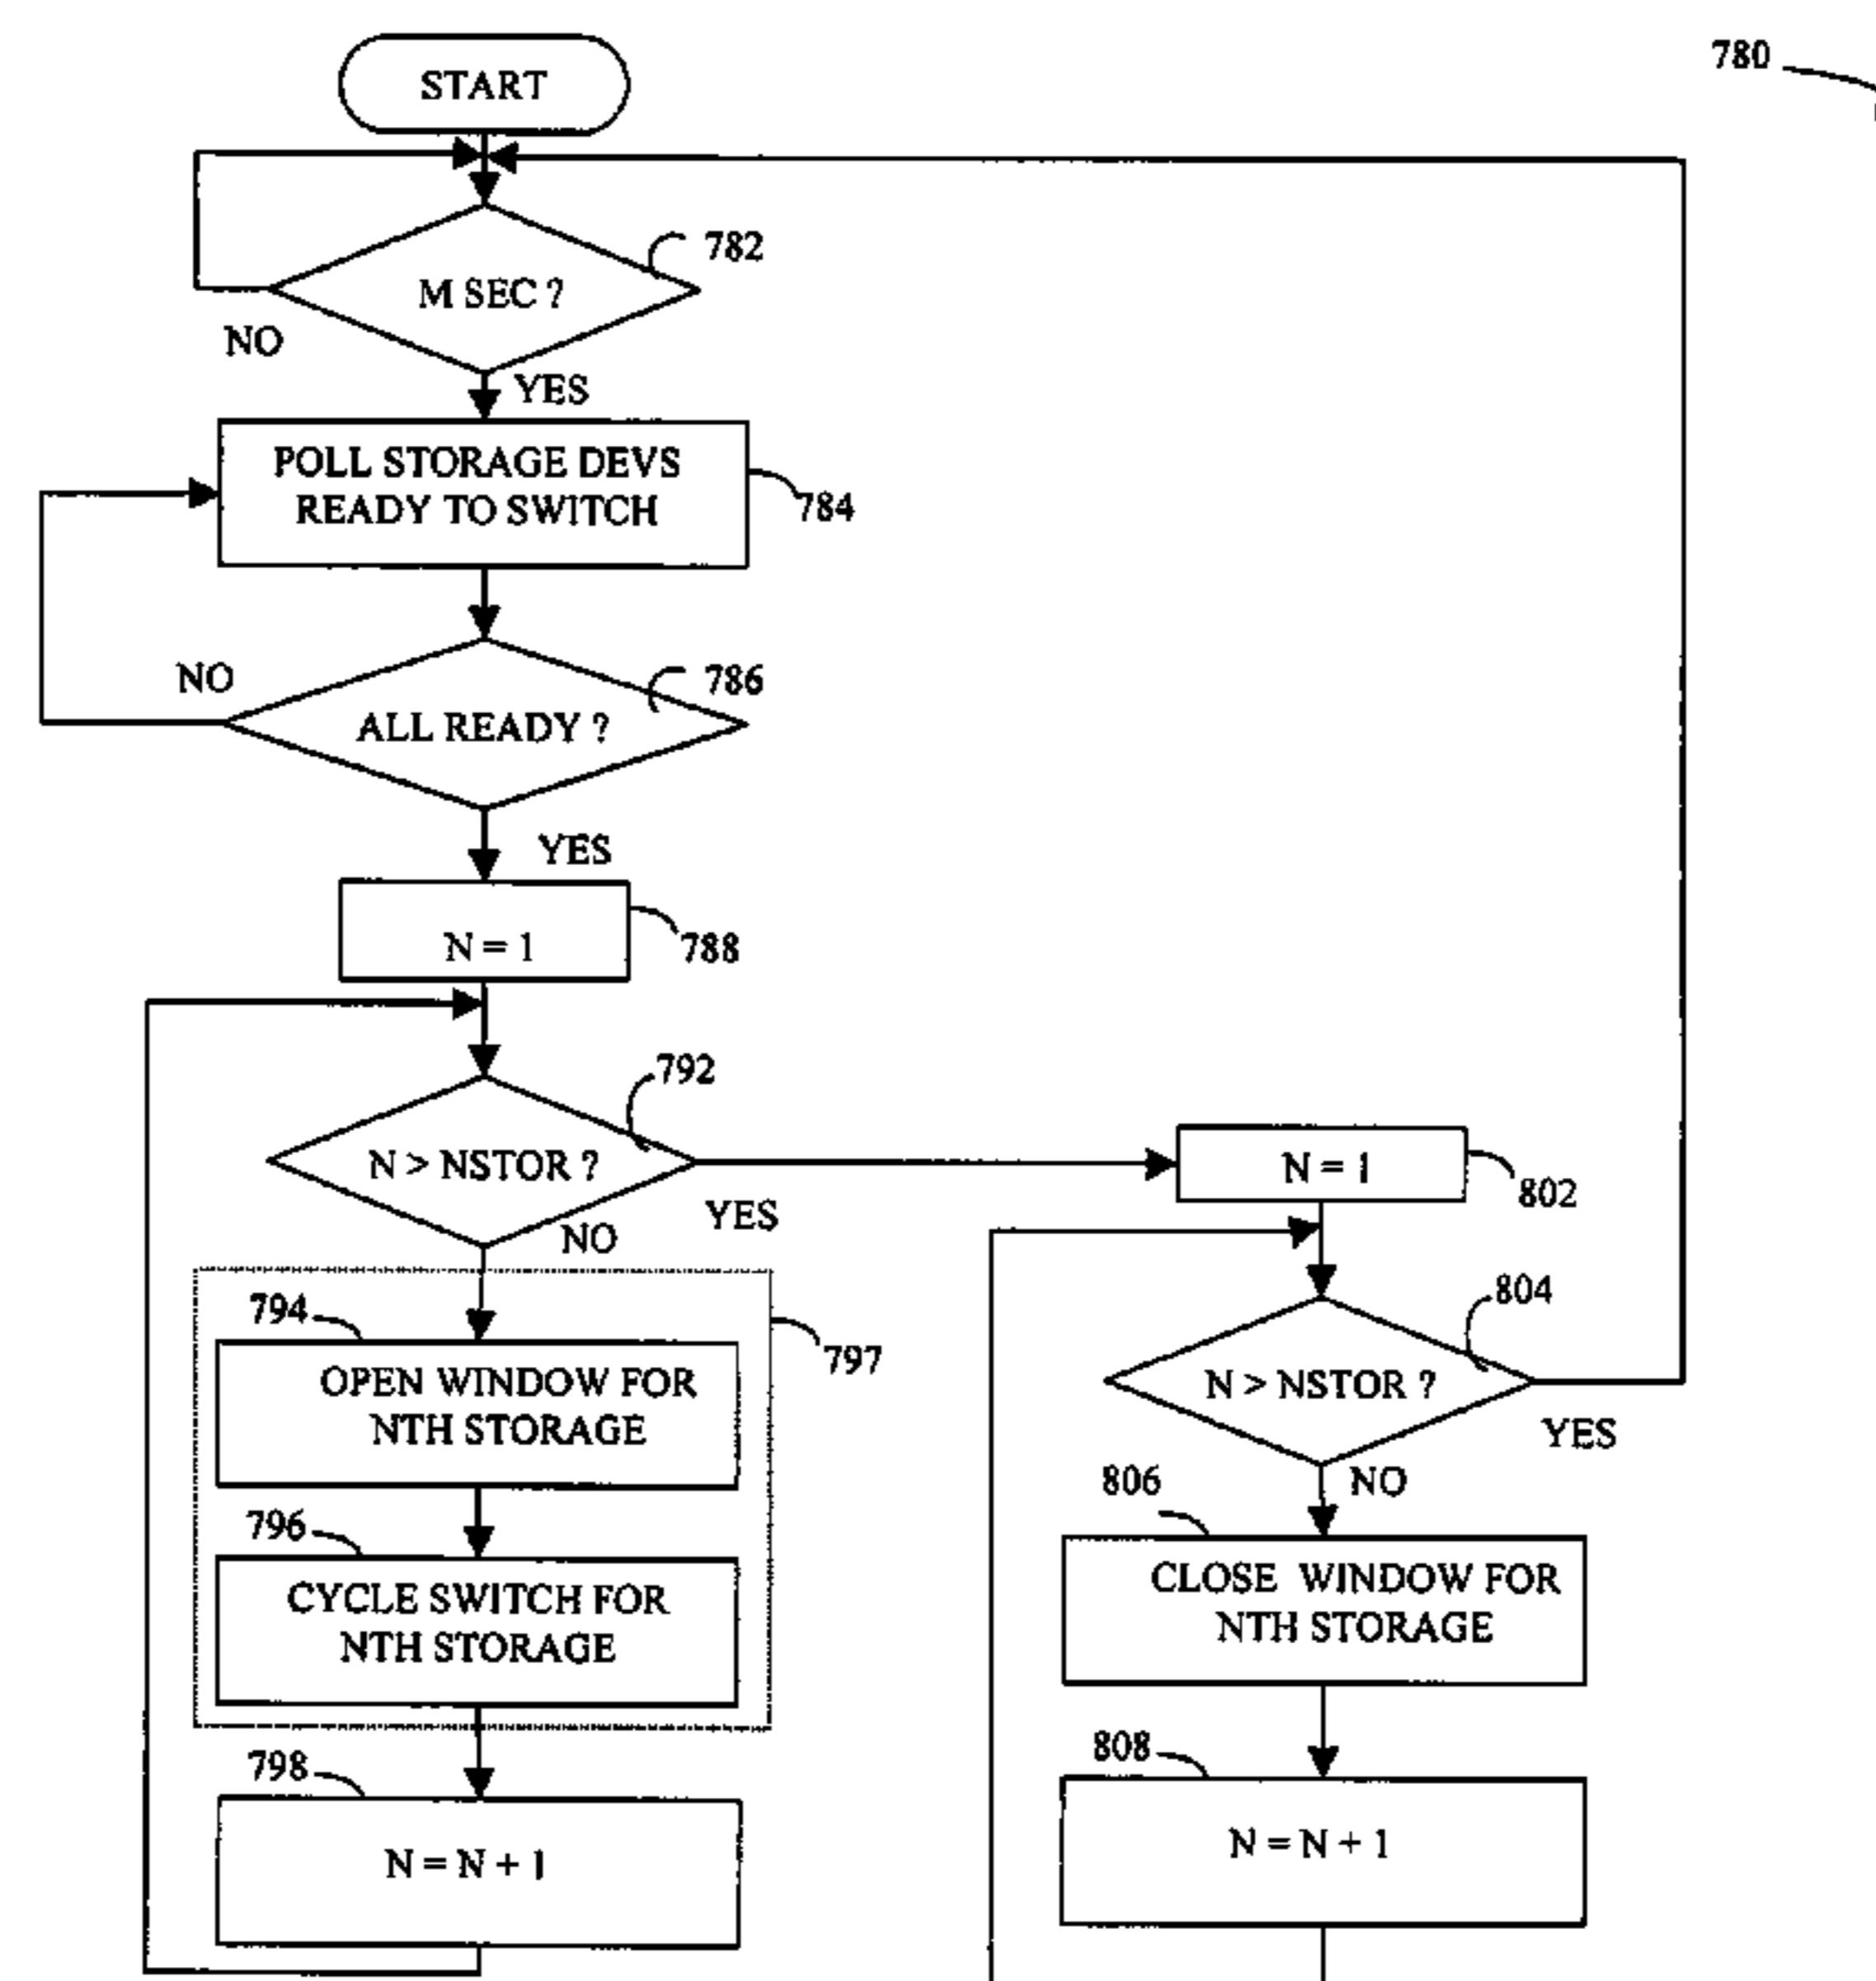 START
780
782
M SEC ?
NO
YES
POLL STORAGE DEVS
READY TO SWITCH
784
NO
786
ALL READY ?
YES
N = 1
788
792
N > NSTOR ?
YES
NO
N = 1
802
804
N > NSTOR ?
YES
NO
794
797
OPEN WINDOW FOR
NTH STORAGE
796
CYCLE SWITCH FOR
NTH STORAGE
806
CLOSE WINDOW FOR
NTH STORAGE
798
N = N + 1
808
N = N + 1